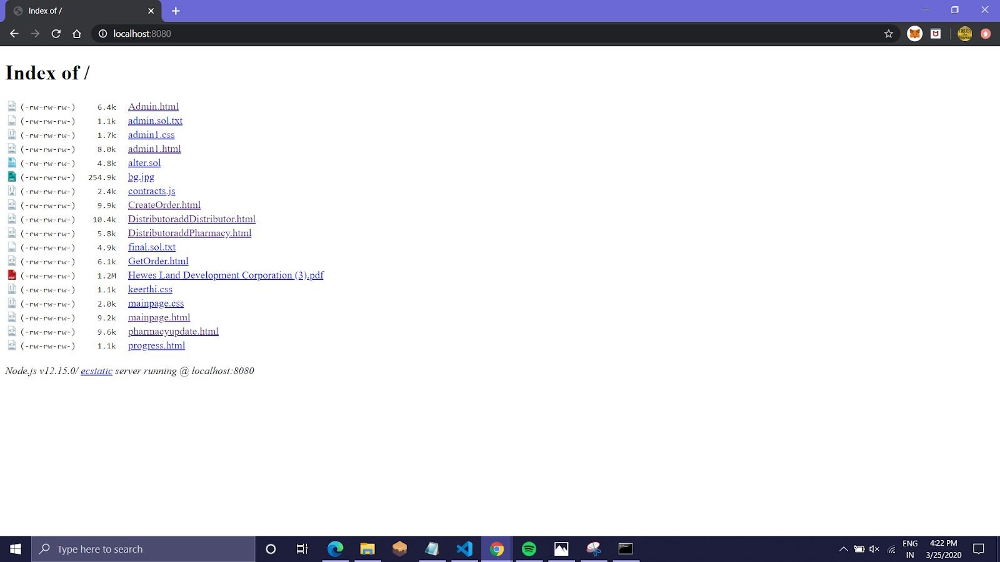 Index of /
localhost:8080
Index of /
(-rw-rw-rw-) 6.4k Admin.html
(-rw-rw-rw-) 1.1k admin.sol.txt
(-rw-rw-rw-) 1.7k admin1.css
(-rw-rw-rw-) 8.0k admin1.html
(-rw-rw-rw-) 4.8k alter.sol
(-rw-rw-rw-) 254.9k bg.jpg
(-rw-rw-rw-) 2.4k contracts.js
(-rw-rw-rw-) 9.9k CreateOrder.html
(-rw-rw-rw-) 10.4k DistributoraddDistributor.html
(-rw-rw-rw-) 5.8k DistributoraddPharmacy.html
(-rw-rw-rw-) 4.9k final.sol.txt
(-rw-rw-rw-) 6.1k GetOrder.html
(-rw-rw-rw-) 1.2M Hewes Land Development Corporation (3).pdf
(-rw-rw-rw-) 1.1k keerthi.css
(-rw-rw-rw-) 2.0k mainpage.css
(-rw-rw-rw-) 9.2k mainpage.html
(-rw-rw-rw-) 9.6k pharmacyupdate.html
(-rw-rw-rw-) 1.1k progress.html
Node.js v12.15.0/ ecstatic server running @ localhost:8080
Type here to search
ENG 4:22 PM
IN 3/25/2020